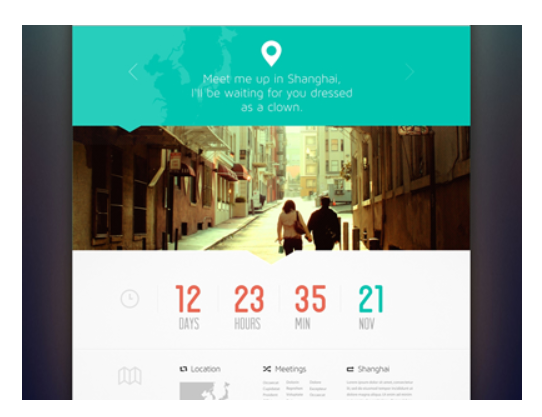 Meet me up in Shanghai,
I'll be waiting for you dressed
as a clown.
12 23 35 21
DAYS HOURS MIN NOV
Location Meetings Shanghai